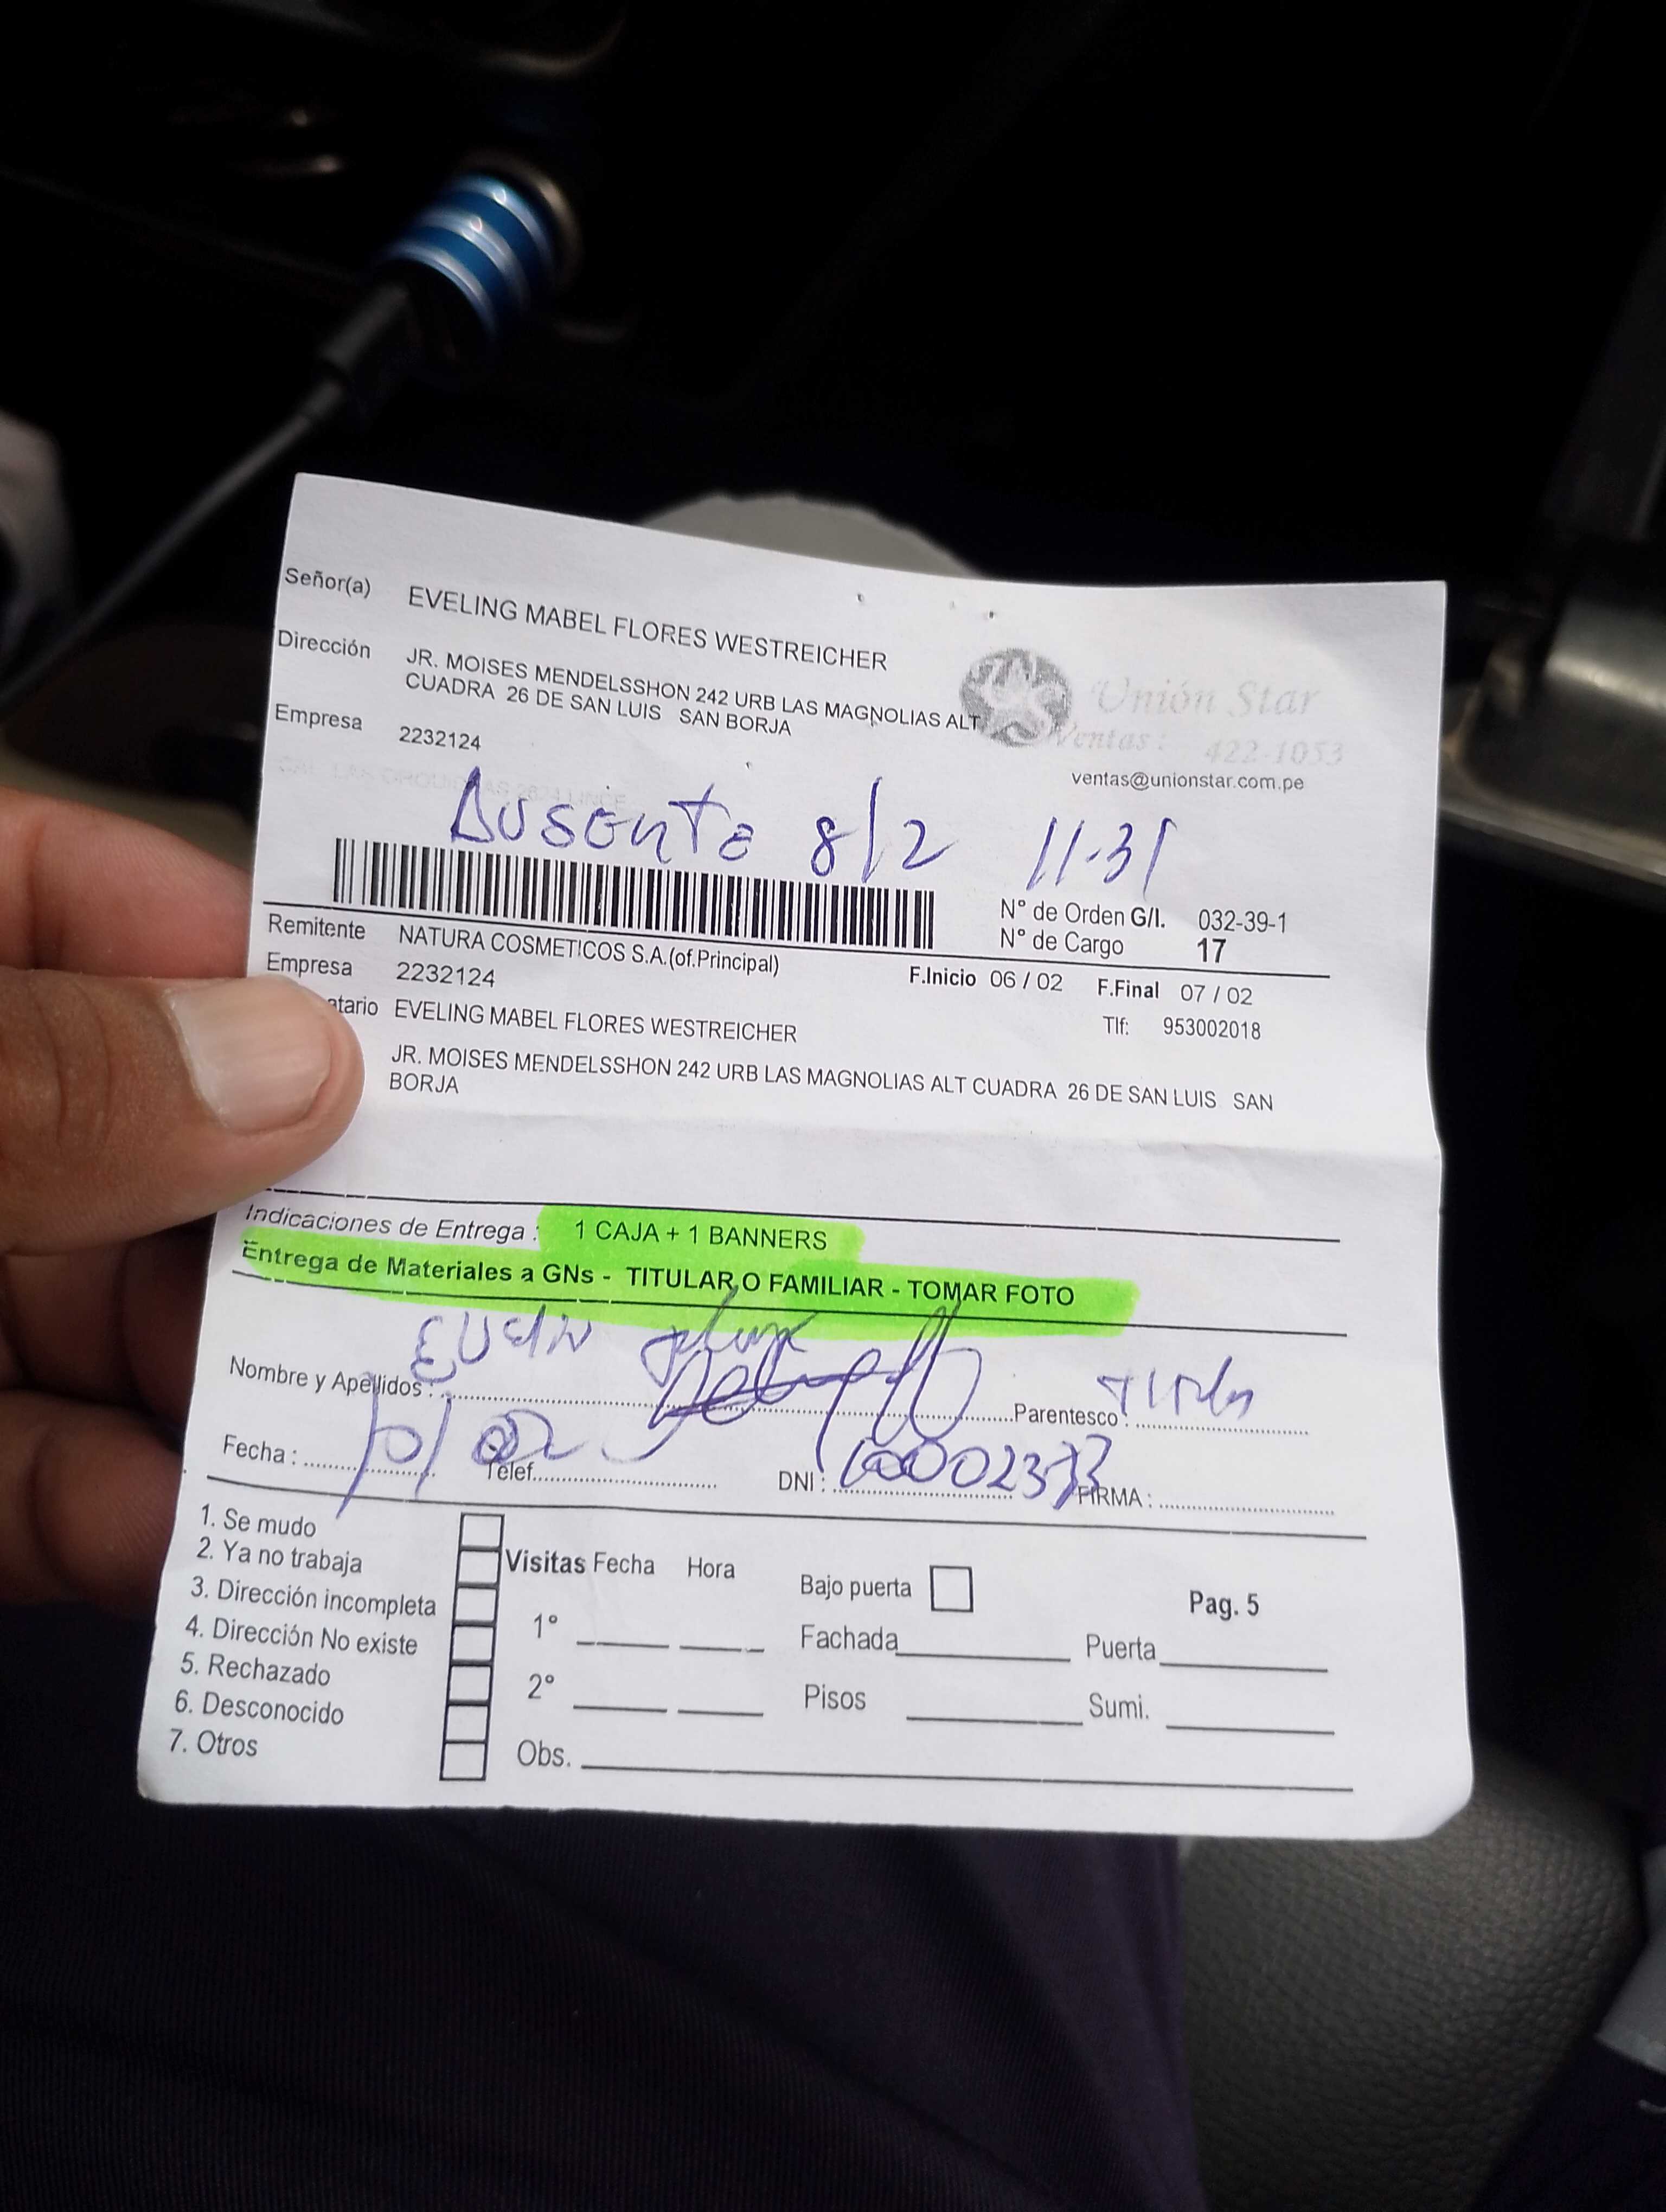 Señor(a) EVELING MABEL FLORES WESTREICHER
Dirección JR. MOISES MENDELSSHON 242 URB LAS MAGNOLIAS ALT
CUADRA 26 DE SAN LUIS SAN BORJA
Empresa 2232124
Unión Star
Ventas: 422-1053
ventas@unionstar.com.pe
Ausente 8/2 11:31
N° de Orden G/I. 032-39-1
N° de Cargo 17
Remitente NATURA COSMETICOS S.A.(of.Principal)
Empresa 2232124
F.Inicio 06 / 02 F.Final 07 / 02
atario EVELING MABEL FLORES WESTREICHER
Tlf: 953002018
JR. MOISES MENDELSSHON 242 URB LAS MAGNOLIAS ALT CUADRA 26 DE SAN LUIS SAN
BORJA
Indicaciones de Entrega : 1 CAJA + 1 BANNERS
Entrega de Materiales a GNs - TITULAR O FAMILIAR - TOMAR FOTO
Nombre y Apellidos :
Parentesco :
Fecha :
Telef.
DNI :
FIRMA :
1. Se mudo
2. Ya no trabaja
3. Dirección incompleta
4. Dirección No existe
5. Rechazado
6. Desconocido
7. Otros
Visitas Fecha Hora
1°
2°
Obs.
Bajo puerta
Pag. 5
Fachada
Puerta
Pisos
Sumi.